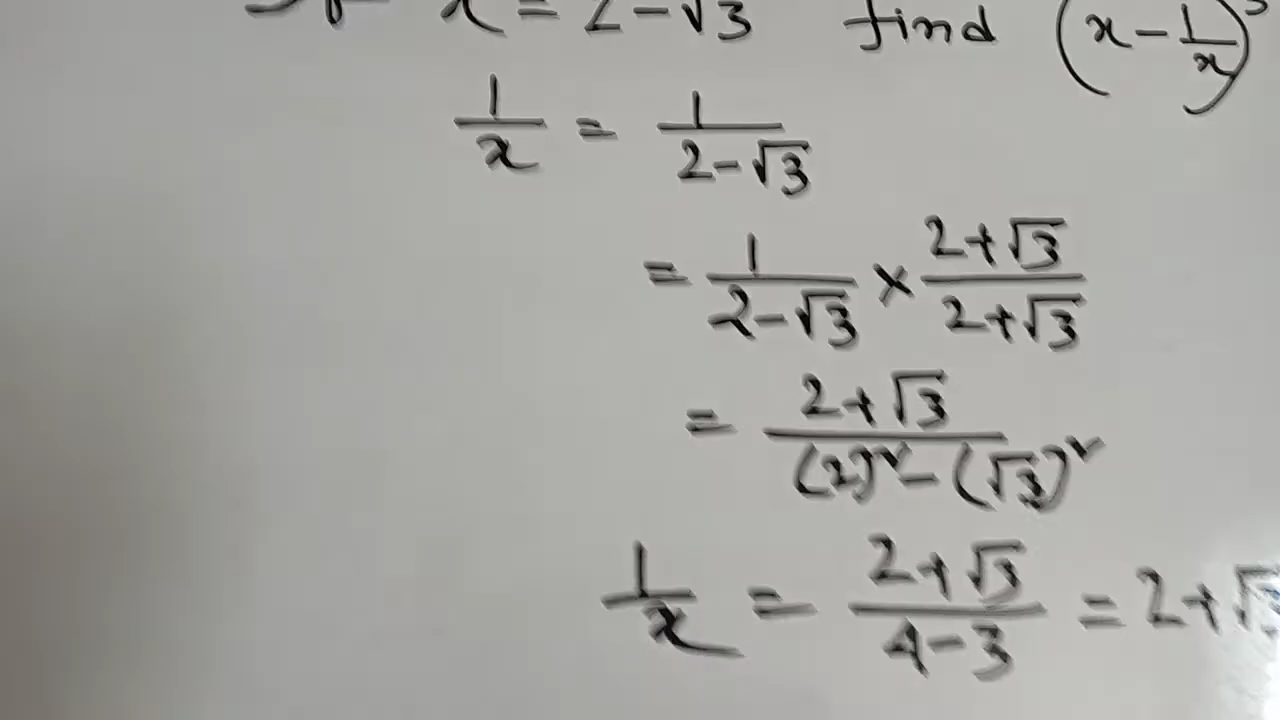 If x = 2 - √3 find (x - 1/x)³
1/x = 1/(2 - √3)
= 1/(2 - √3) × (2 + √3)/(2 + √3)
= (2 + √3)/((2)² - (√3)²)
1/x = (2 + √3)/(4 - 3) = 2 + √3